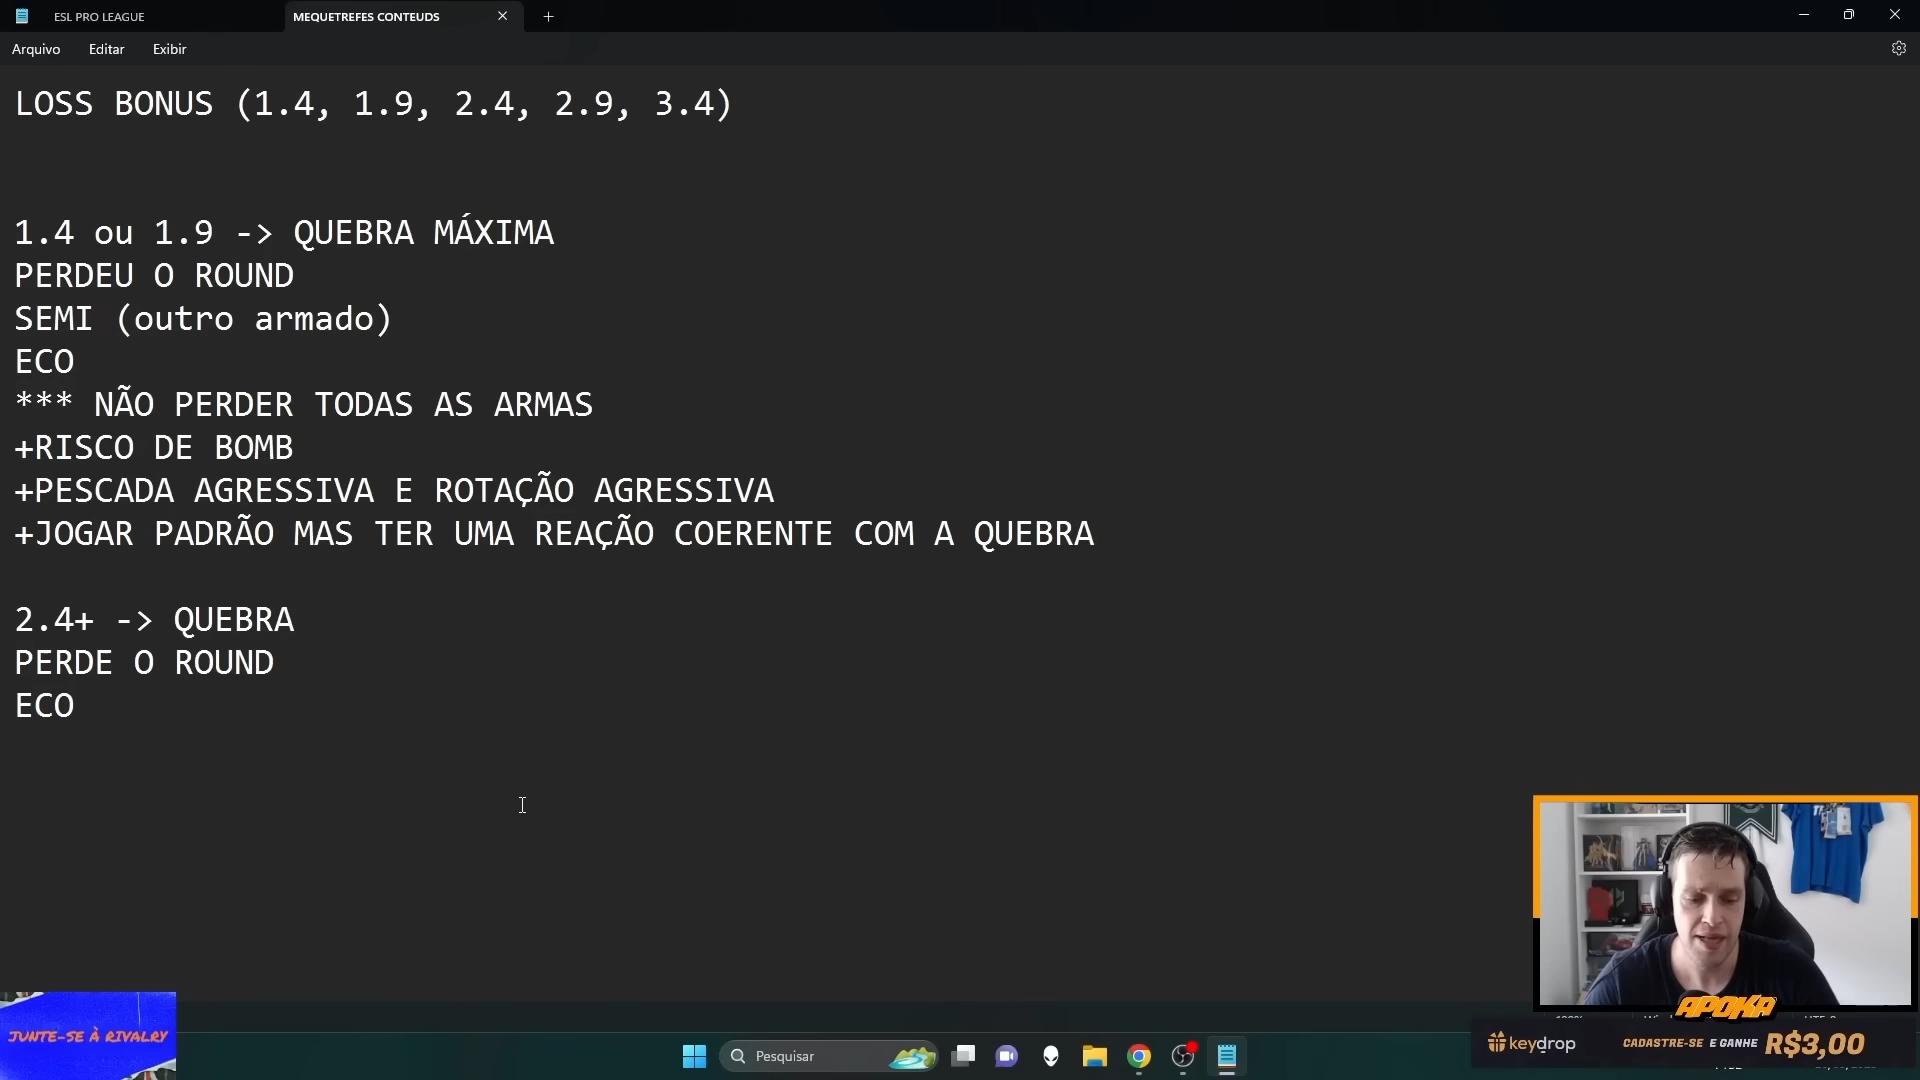 ESL PRO LEAGUE
MEQUETREFES CONTEUDS
Arquivo Editar Exibir
LOSS BONUS (1.4, 1.9, 2.4, 2.9, 3.4)
1.4 ou 1.9 -> QUEBRA MÁXIMA
PERDEU O ROUND
SEMI (outro armado)
ECO
*** NÃO PERDER TODAS AS ARMAS
+RISCO DE BOMB
+PESCADA AGRESSIVA E ROTAÇÃO AGRESSIVA
+JOGAR PADRÃO MAS TER UMA REAÇÃO COERENTE COM A QUEBRA
2.4+ -> QUEBRA
PERDE O ROUND
ECO
APOKA
JUNTE-SE À RIVALRY
Pesquisar
keydrop
CADASTRE-SE E GANHE R$3,00